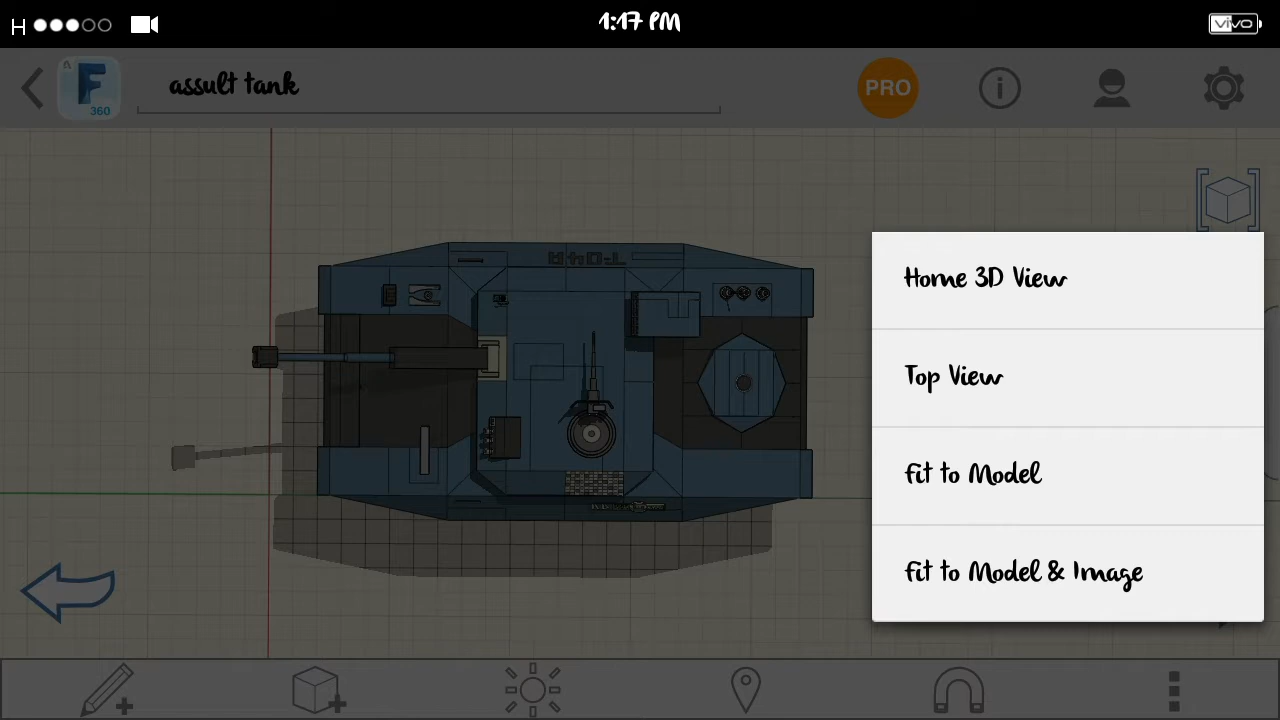 H
1:17 PM
vivo
A
F
360
assult tank
PRO
i
Home 3D View
Top View
Fit to Model
Fit to Model & Image